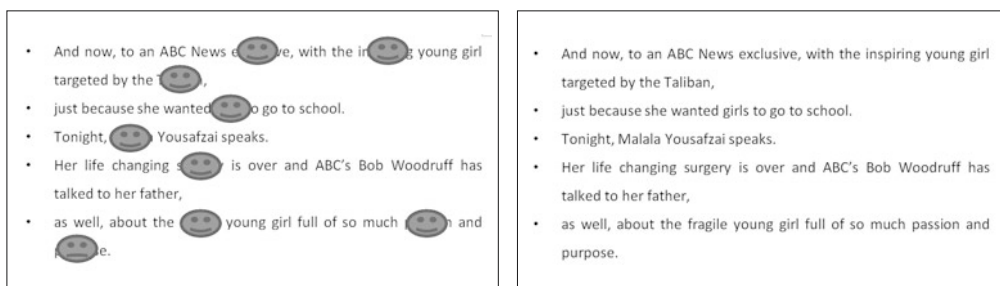 • And now, to an ABC News with the young girl
targeted by the
• just because she wanted to go to school.
• Tonight, Yousafzai speaks.
• Her life changing is over and ABC's Bob Woodruff has
talked to her father,
• as well, about the young girl full of so much and
• And now, to an ABC News exclusive, with the inspiring young girl
targeted by the Taliban,
• just because she wanted girls to go to school.
• Tonight, Malala Yousafzai speaks.
• Her life changing surgery is over and ABC's Bob Woodruff has
talked to her father,
• as well, about the fragile young girl full of so much passion and
purpose.